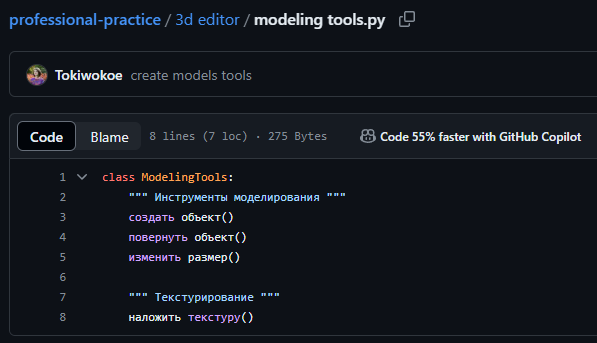 professional-practice / 3d editor / modeling tools.py
Tokiwokoe create models tools
Code Blame 8 lines (7 loc) · 275 Bytes Code 55% faster with GitHub Copilot
1 class ModelingTools:
2 """ Инструменты моделирования """
3 создать объект()
4 повернуть объект()
5 изменить размер()
6
7 """ Текстурирование """
8 наложить текстуру()